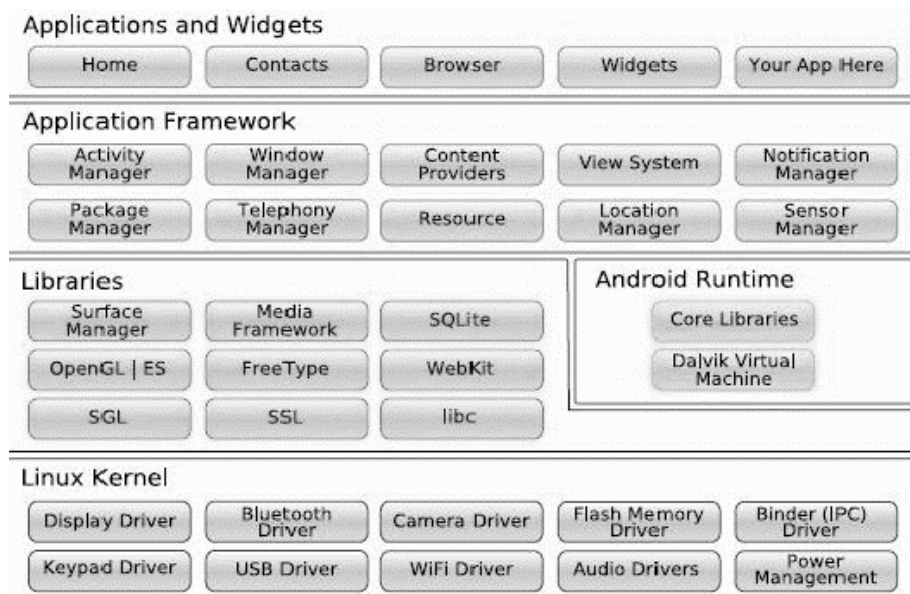 Applications and Widgets
Home
Contacts
Browser
Widgets
Your App Here
Application Framework
Activity
Manager
Window
Manager
Content
Providers
View System
Notification
Manager
Package
Manager
Telephony
Manager
Resource
Location
Manager
Sensor
Manager
Libraries
Surface
Manager
Media
Framework
SQLite
OpenGL | ES
FreeType
WebKit
SGL
SSL
libc
Android Runtime
Core Libraries
Dalvik Virtual
Machine
Linux Kernel
Display Driver
Bluetooth
Driver
Camera Driver
Flash Memory
Driver
Binder (IPC)
Driver
Keypad Driver
USB Driver
WiFi Driver
Audio Drivers
Power
Management